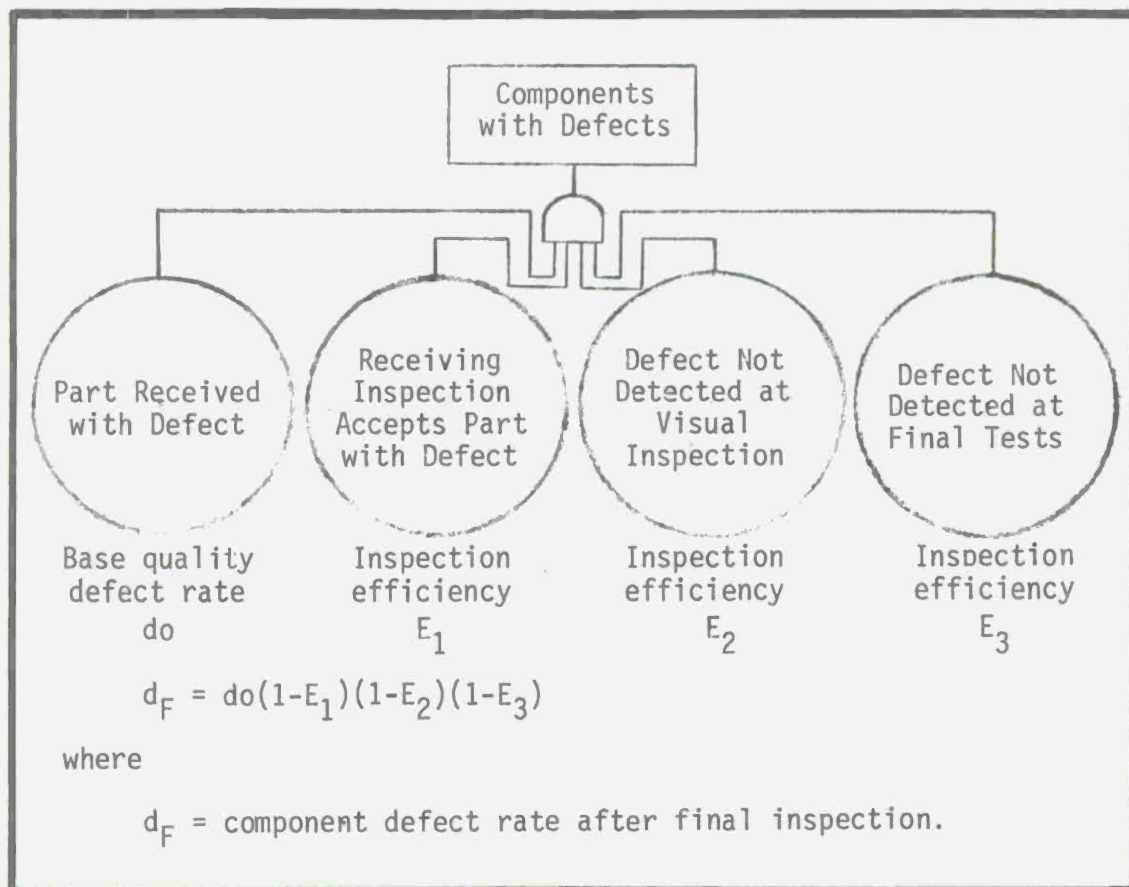 Components
with Defects
Part Received
with Defect
Receiving
Inspection
Accepts Part
with Defect
Defect Not
Detected at
Visual
Inspection
Defect Not
Detected at
Final Tests
Base quality
defect rate
do
Inspection
efficiency
E₁
Inspection
efficiency
E₂
Inspection
efficiency
E₃
d_F = do(1-E₁)(1-E₂)(1-E₃)
where
d_F = component defect rate after final inspection.